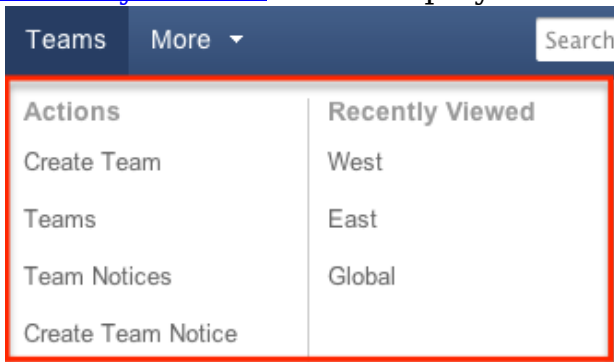 Teams More Search
Actions
Create Team
Teams
Team Notices
Create Team Notice
Recently Viewed
West
East
Global